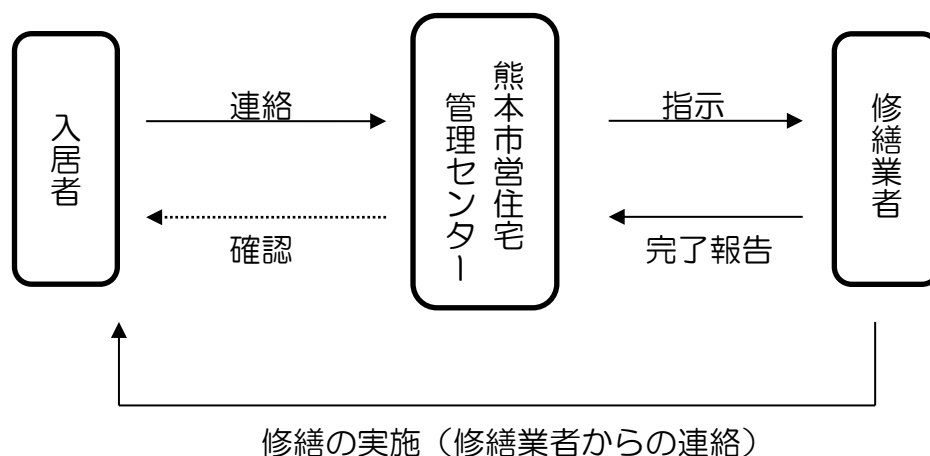 入居者
連絡
確認
熊本市営住宅
管理センター
指示
完了報告
修繕業者
修繕の実施（修繕業者からの連絡）